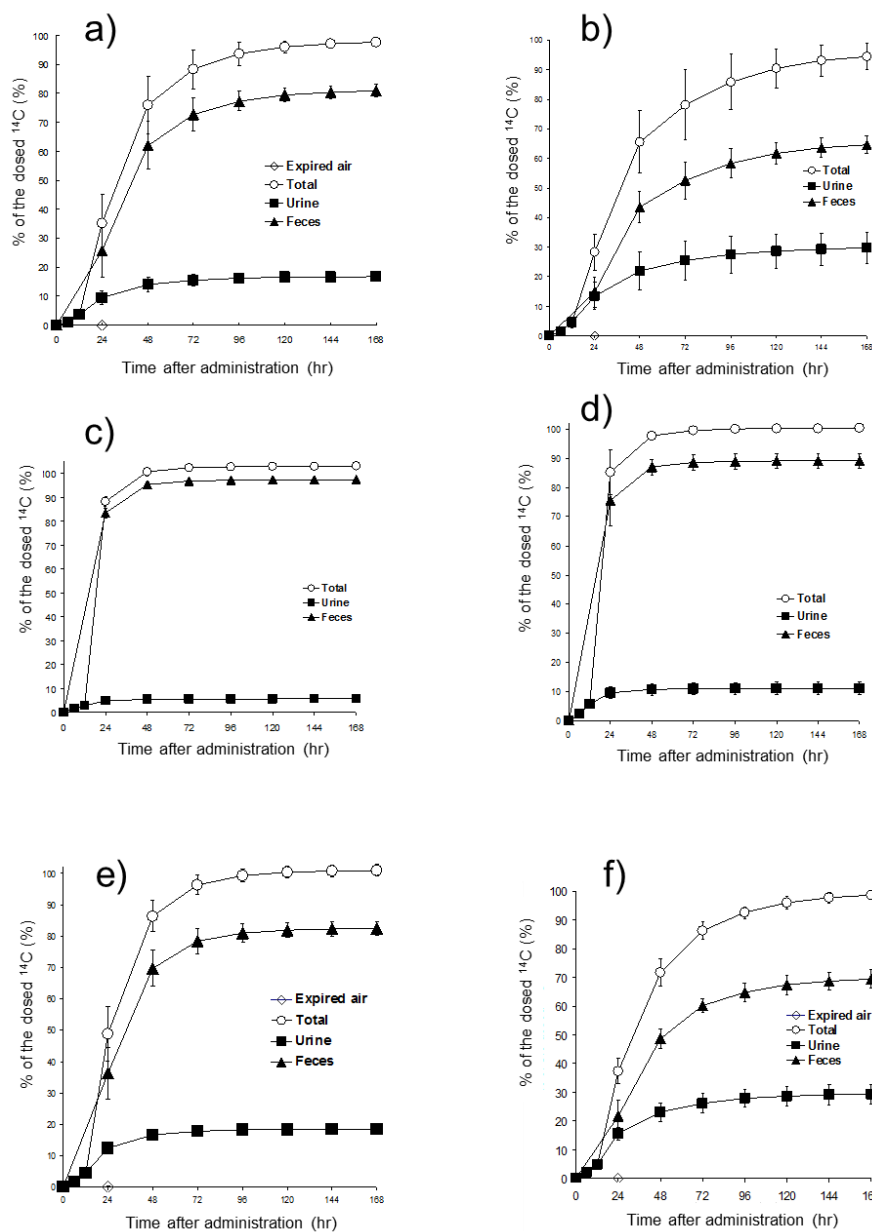 a)
% of the dosed ¹⁴C (%)
100
90
80
70
60
50
40
30
20
10
0
Expired air
Total
Urine
Feces
0 24 48 72 96 120 144 168
Time after administration (hr)
b)
% of the dosed ¹⁴C (%)
100
90
80
70
60
50
40
30
20
10
0
Total
Urine
Feces
0 24 48 72 96 120 144 168
Time after administration (hr)
c)
% of the dosed ¹⁴C (%)
100
90
80
70
60
50
40
30
20
10
0
Total
Urine
Feces
0 24 48 72 96 120 144 168
Time after administration (hr)
d)
% of the dosed ¹⁴C (%)
100
90
80
70
60
50
40
30
20
10
0
Total
Urine
Feces
0 24 48 72 96 120 144 168
Time after administration (hr)
e)
% of the dosed ¹⁴C (%)
100
90
80
70
60
50
40
30
20
10
0
Expired air
Total
Urine
Feces
0 24 48 72 96 120 144 168
Time after administration (hr)
f)
% of the dosed ¹⁴C (%)
100
90
80
70
60
50
40
30
20
10
0
Expired air
Total
Urine
Feces
0 24 48 72 96 120 144 16
Time after administration (hr)